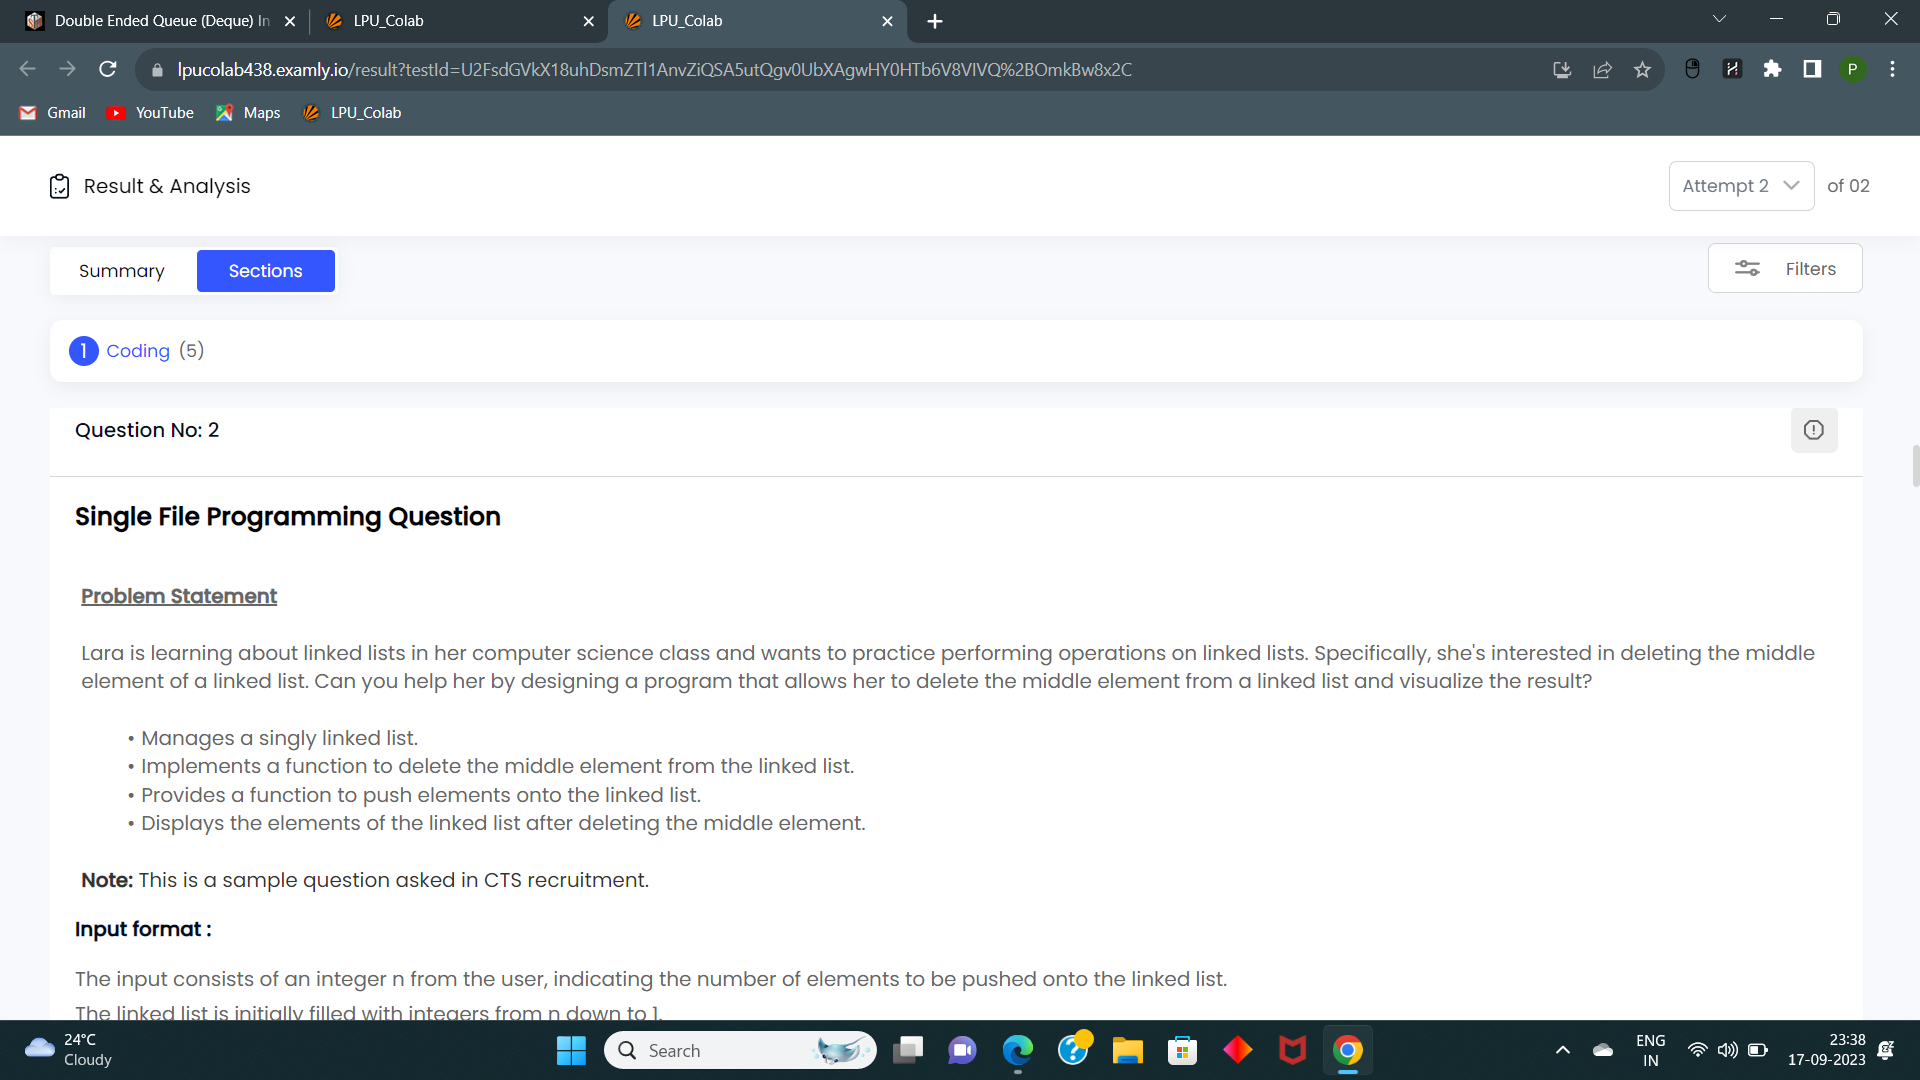 Double Ended Queue (Deque) In
LPU_Colab
LPU_Colab
lpucolab438.examly.io/result?testId=U2FsdGVkX18uhDsmZTl1AnvZiQSA5utQgv0UbXAgwHY0HTb6V8VlVQ%2BOmkBw8x2C
P
Gmail
YouTube
Maps
LPU_Colab
Result & Analysis
Attempt 2
of 02
Summary
Sections
Filters
1 Coding (5)
Question No: 2
Single File Programming Question
Problem Statement
Lara is learning about linked lists in her computer science class and wants to practice performing operations on linked lists. Specifically, she's interested in deleting the middle
element of a linked list. Can you help her by designing a program that allows her to delete the middle element from a linked list and visualize the result?
• Manages a singly linked list.
• Implements a function to delete the middle element from the linked list.
• Provides a function to push elements onto the linked list.
• Displays the elements of the linked list after deleting the middle element.
Note: This is a sample question asked in CTS recruitment.
Input format :
The input consists of an integer n from the user, indicating the number of elements to be pushed onto the linked list.
The linked list is initially filled with integers from n down to 1.
24°C
Cloudy
Search
ENG
IN
23:38
17-09-2023